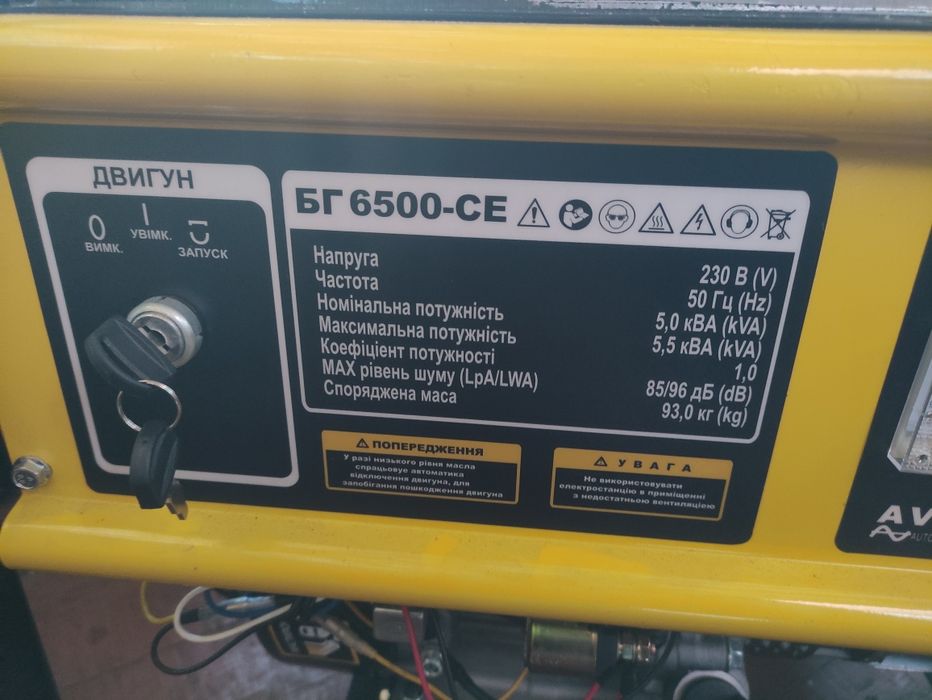 ДВИГУН
ВИМК.
УВІМК.
ЗАПУСК
БГ 6500-СЕ
Напруга 230 В (V)
Частота 50 Гц (Hz)
Номінальна потужність 5,0 кВА (kVA)
Максимальна потужність 5,5 кВА (kVA)
Коефіцієнт потужності 1,0
MAX рівень шуму (LpA/LWA) 85/96 дБ (dB)
Споряджена маса 93,0 кг (kg)
ПОПЕРЕДЖЕННЯ
У разі низького рівня масла
спрацьовує автоматика
відключення двигуна, для
запобігання пошкодження двигуна
УВАГА
Не використовувати
електростанцію в приміщенні
з недостатньою вентиляцією